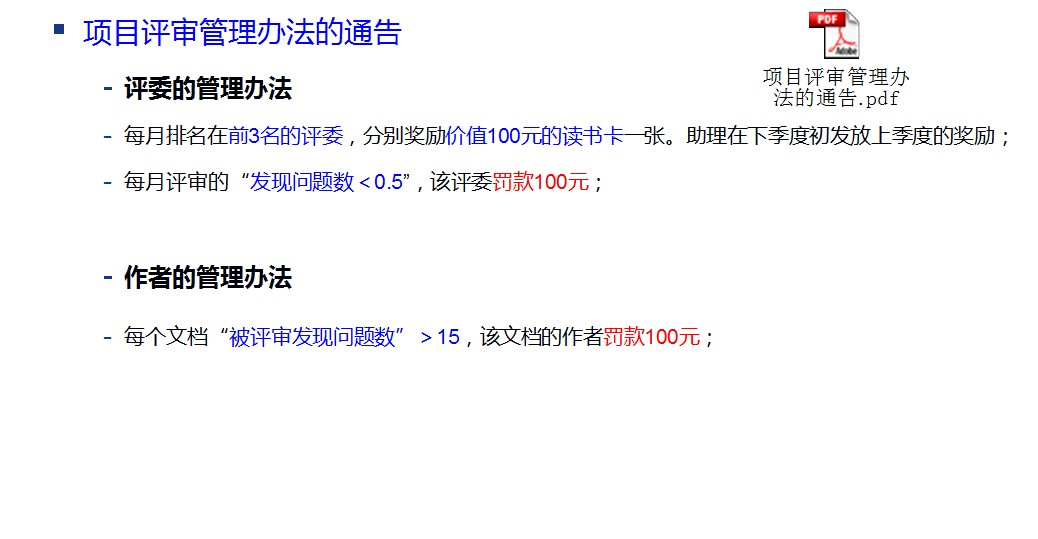 ▪ 项目评审管理办法的通告
PDF
Adobe
项目评审管理办
法的通告.pdf
- 评委的管理办法
- 每月排名在前3名的评委，分别奖励价值100元的读书卡一张。助理在下季度初发放上季度的奖励；
- 每月评审的“发现问题数＜0.5”，该评委罚款100元；
- 作者的管理办法
- 每个文档“被评审发现问题数”＞15，该文档的作者罚款100元；